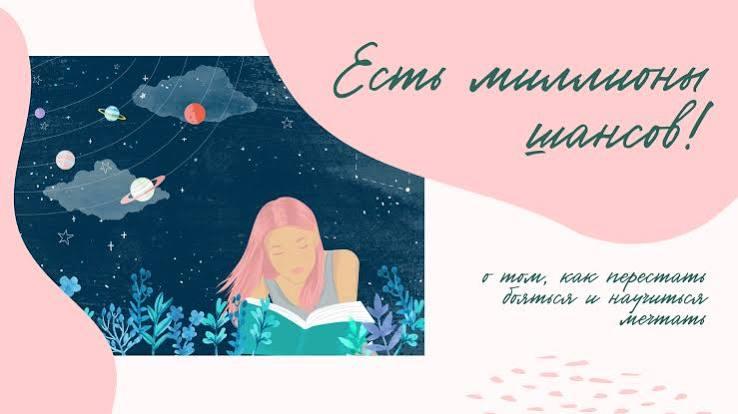 Есть миллионы
шансов!
о том, как перестать
бояться и научиться
мечтать